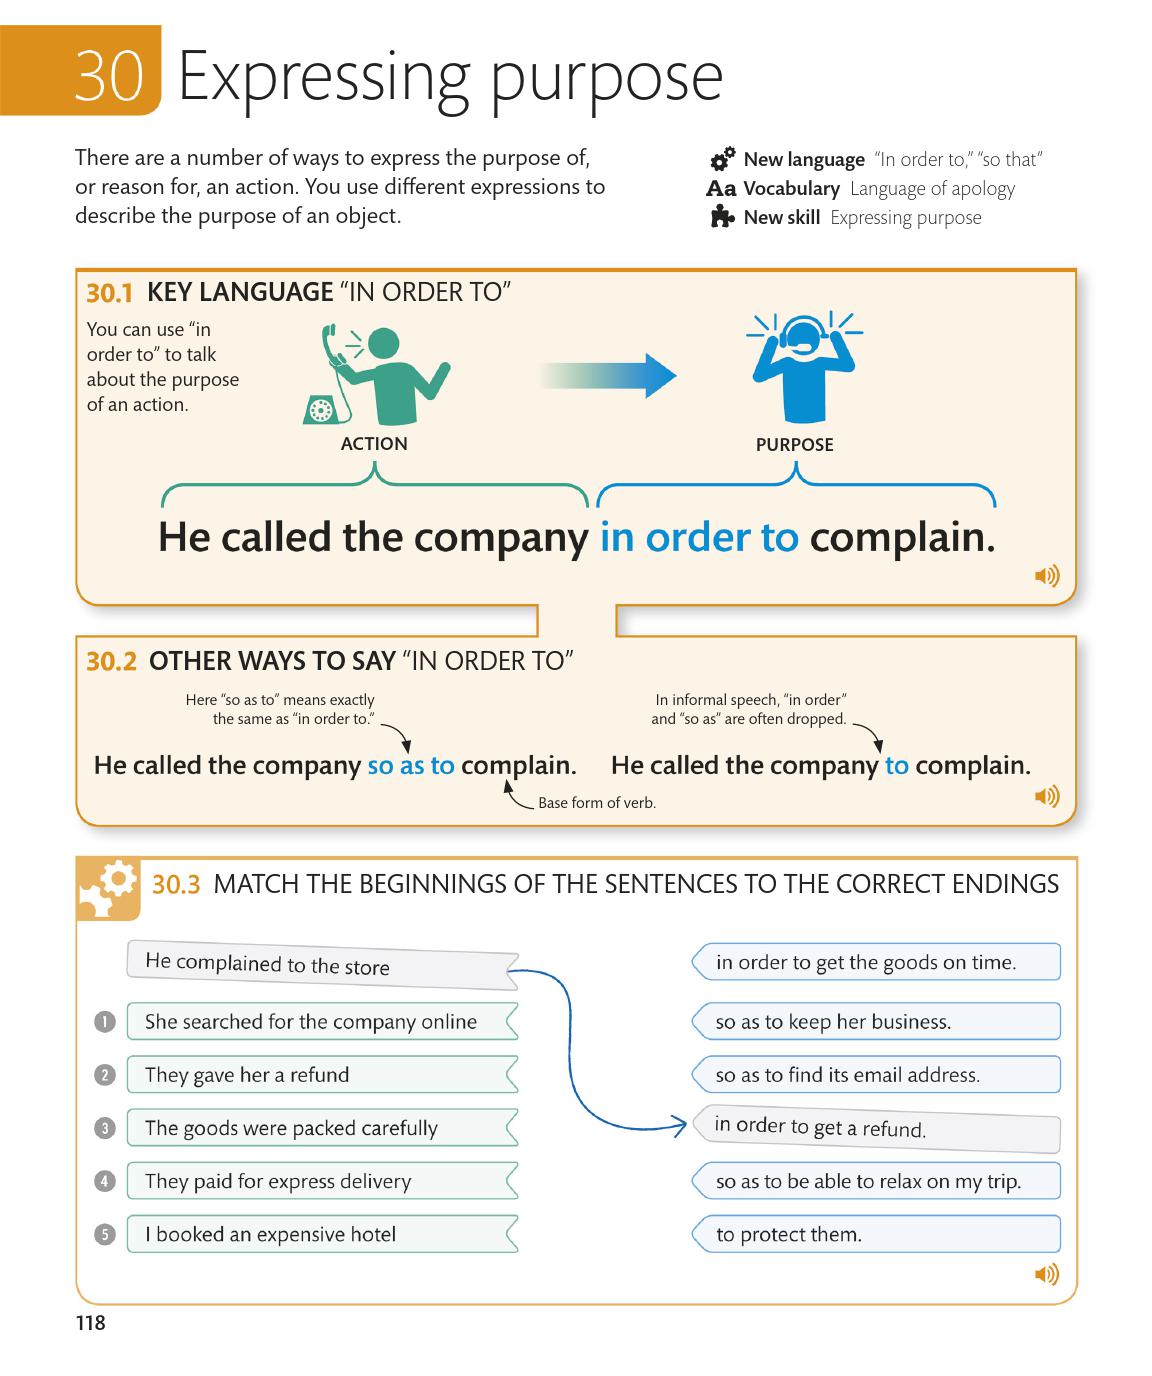 30 Expressing purpose
There are a number of ways to express the purpose of,
or reason for, an action. You use different expressions to
describe the purpose of an object.
New language “In order to,” “so that”
Aa Vocabulary Language of apology
New skill Expressing purpose
30.1 KEY LANGUAGE “IN ORDER TO”
You can use “in
order to” to talk
about the purpose
of an action.
ACTION
PURPOSE
He called the company in order to complain.
30.2 OTHER WAYS TO SAY “IN ORDER TO”
Here “so as to” means exactly
the same as “in order to.”
In informal speech, “in order”
and “so as” are often dropped.
He called the company so as to complain.
He called the company to complain.
Base form of verb.
30.3 MATCH THE BEGINNINGS OF THE SENTENCES TO THE CORRECT ENDINGS
He complained to the store
in order to get the goods on time.
1 She searched for the company online
so as to keep her business.
2 They gave her a refund
so as to find its email address.
3 The goods were packed carefully
in order to get a refund.
4 They paid for express delivery
so as to be able to relax on my trip.
5 I booked an expensive hotel
to protect them.
118